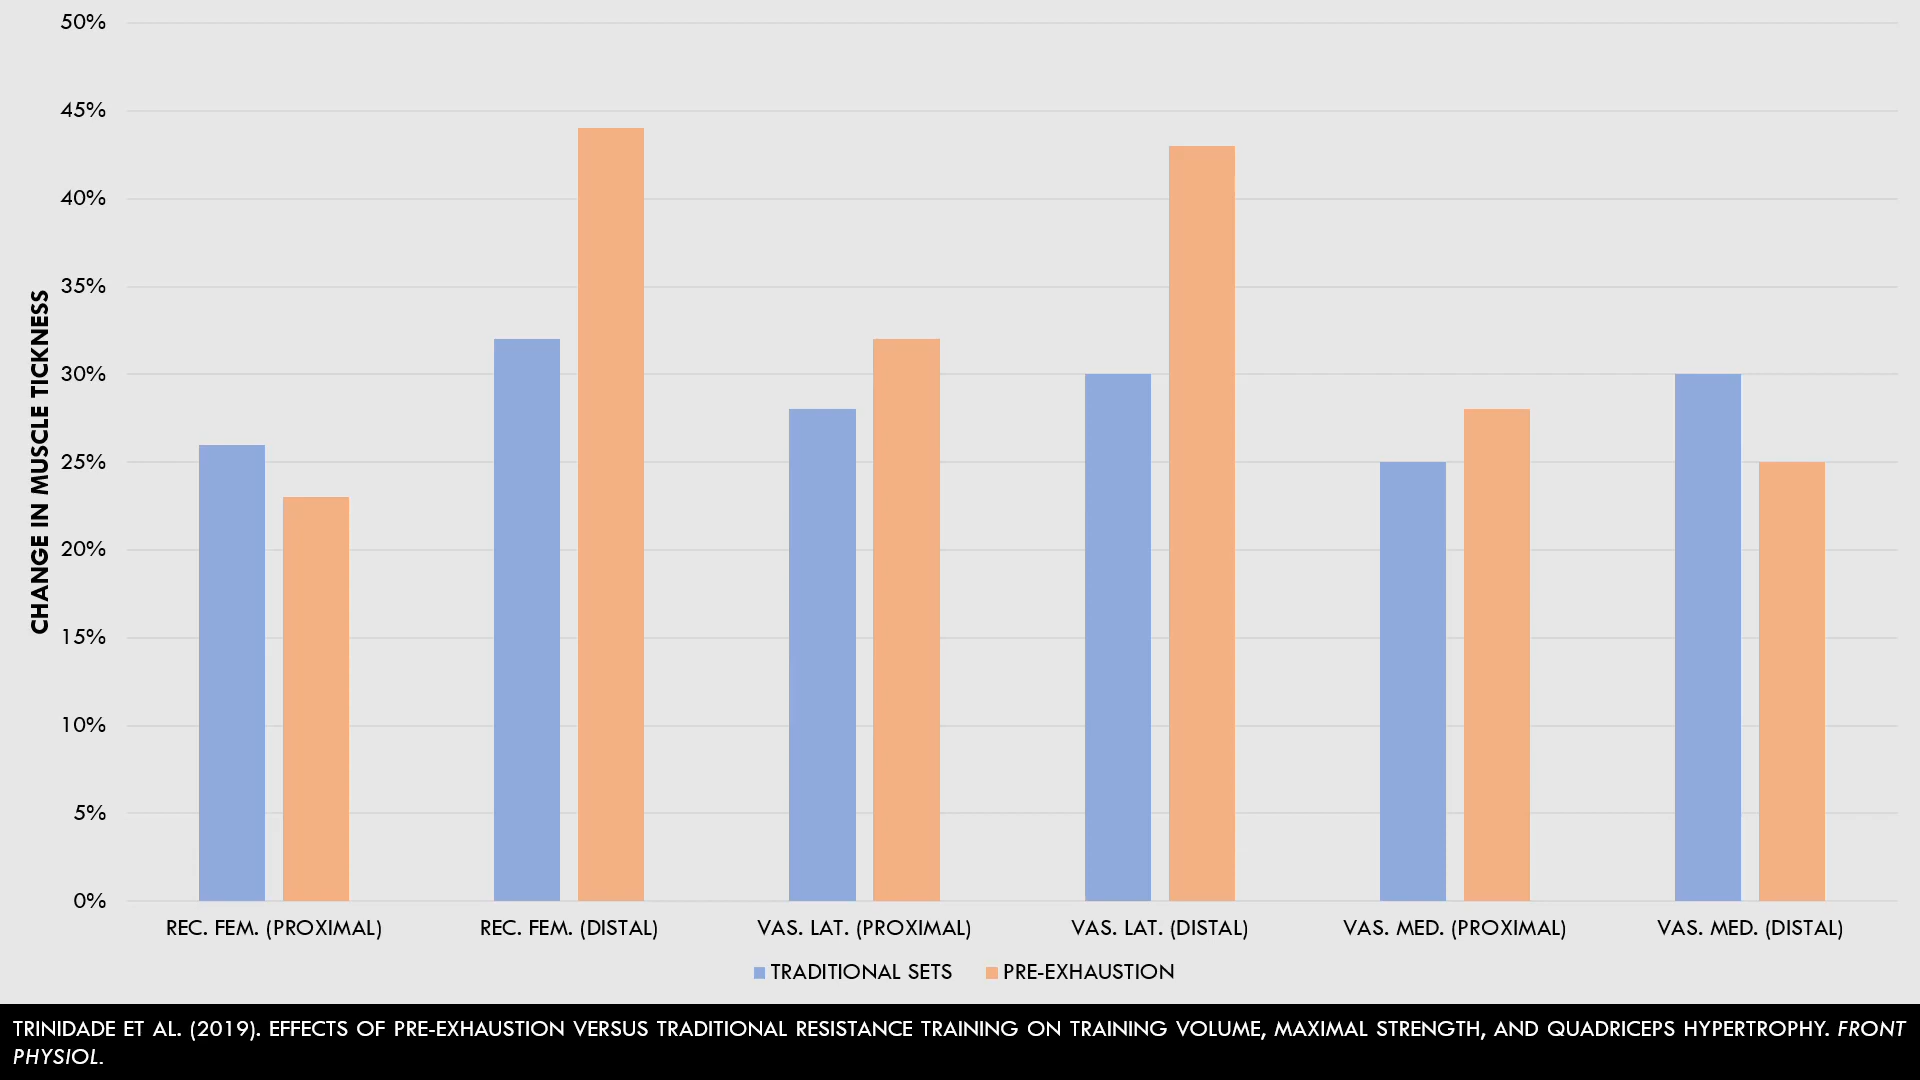 50%
45%
40%
35%
30%
25%
20%
15%
10%
5%
0%
CHANGE IN MUSCLE TICKNESS
REC. FEM. (PROXIMAL)
REC. FEM. (DISTAL)
VAS. LAT. (PROXIMAL)
VAS. LAT. (DISTAL)
VAS. MED. (PROXIMAL)
VAS. MED. (DISTAL)
TRADITIONAL SETS
PRE-EXHAUSTION
TRINIDADE ET AL. (2019). EFFECTS OF PRE-EXHAUSTION VERSUS TRADITIONAL RESISTANCE TRAINING ON TRAINING VOLUME, MAXIMAL STRENGTH, AND QUADRICEPS HYPERTROPHY. FRONT
PHYSIOL.